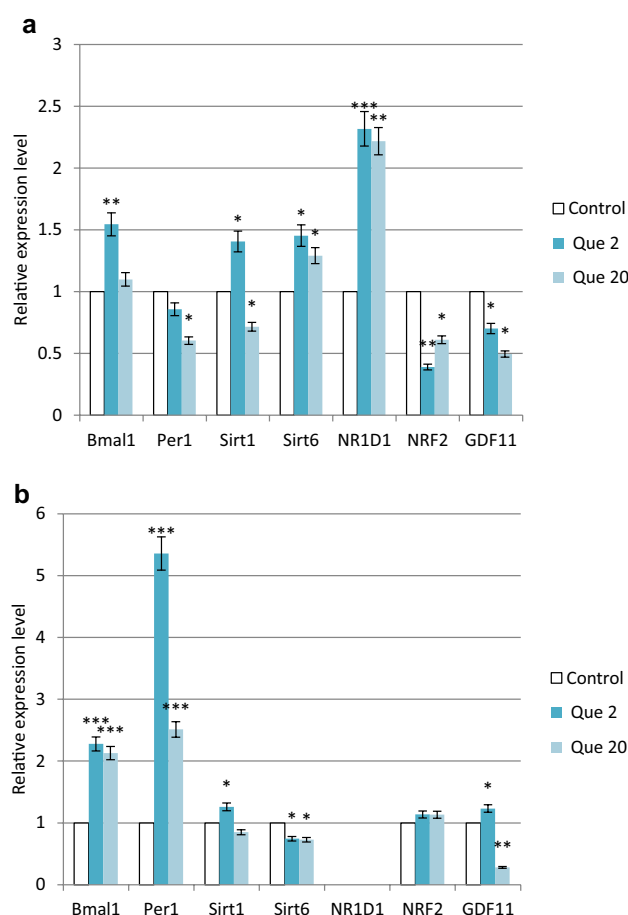 a
3
2.5
2
1.5
1
0.5
0
Relative expression level
** * * * * * *** ** ** * * *
Bmal1 Per1 Sirt1 Sirt6 NR1D1 NRF2 GDF11
Control
Que 2
Que 20
b
6
5
4
3
2
1
0
Relative expression level
*** *** *** *** * * * * **
Bmal1 Per1 Sirt1 Sirt6 NR1D1 NRF2 GDF11
Control
Que 2
Que 20